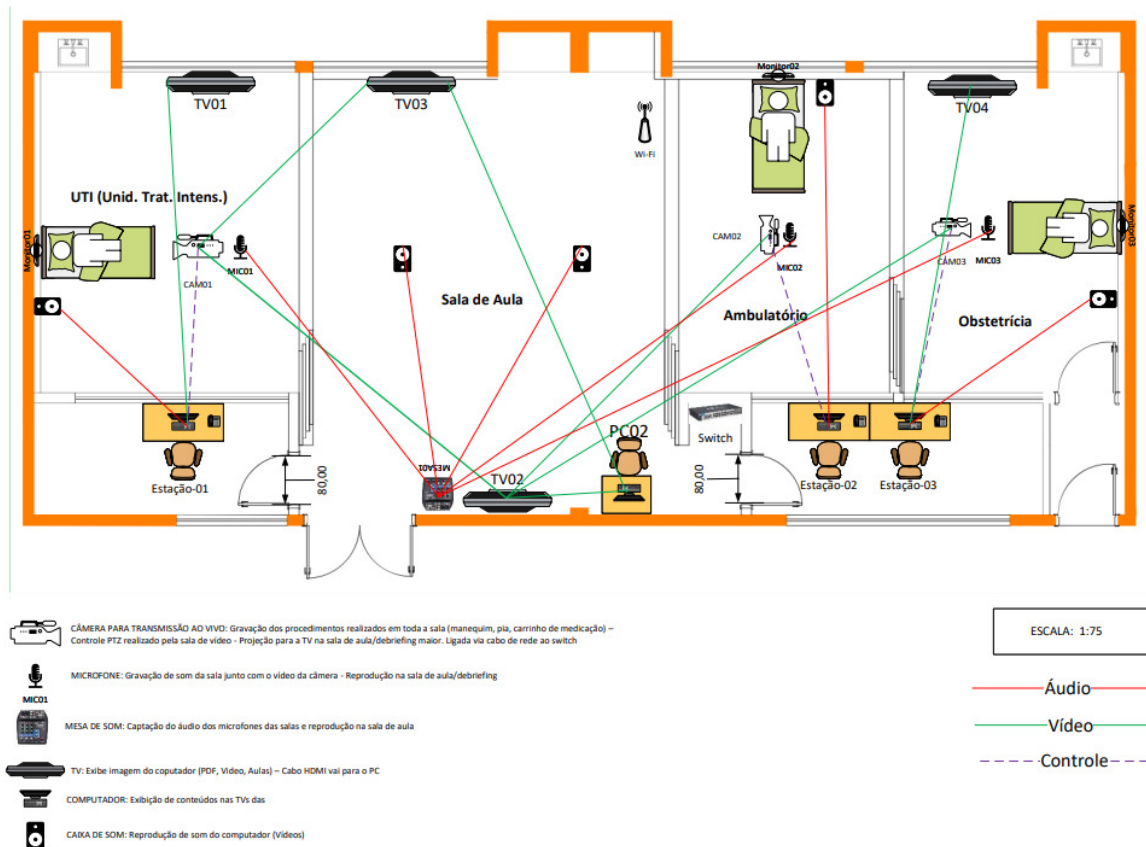 Monitor02
TV01
TV03
TV04
Wi-Fi
UTI (Unid. Trat. Intens.)
Monitor01
CAM01
MIC01
CAM02
MIC02
CAM03
MIC03
Monitor03
Sala de Aula
Ambulatório
Obstetrícia
Switch
PC02
MESA01
TV02
Estação-01
80,00
80,00
Estação-02
Estação-03
CÂMERA PARA TRANSMISSÃO AO VIVO: Gravação dos procedimentos realizados em toda a sala (manequim, pia, carrinho de medicação) –
Controle PTZ realizado pela sala de vídeo - Projeção para a TV na sala de aula/debriefing maior. Ligada via cabo de rede ao switch
MICROFONE: Gravação de som da sala junto com o vídeo da câmera - Reprodução na sala de aula/debriefing
MIC01
MESA DE SOM: Captação do áudio dos microfones das salas e reprodução na sala de aula
TV: Exibe imagem do coputador (PDF, Video, Aulas) – Cabo HDMI vai para o PC
COMPUTADOR: Exibição de conteúdos nas TVs das
CAIXA DE SOM: Reprodução de som do computador (Vídeos)
ESCALA: 1:75
Áudio
Vídeo
Controle